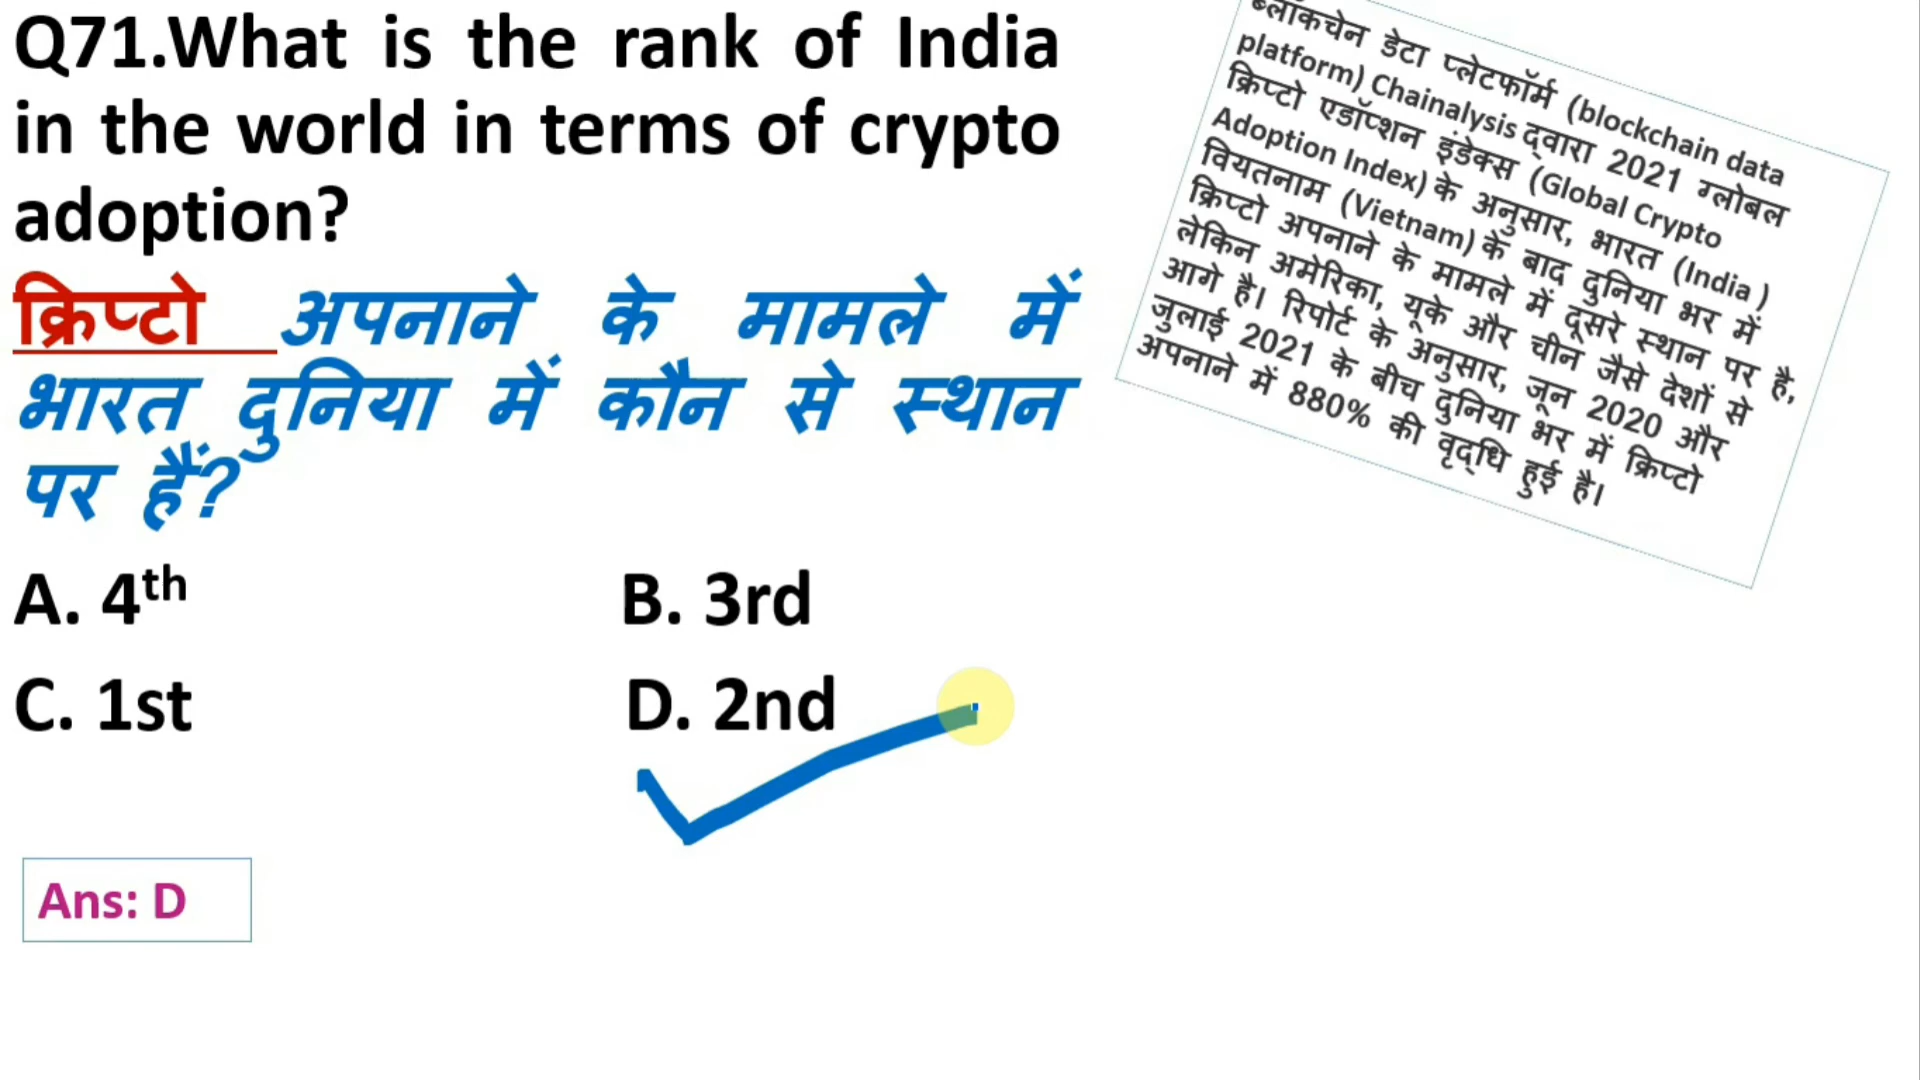 Q71.What is the rank of India
in the world in terms of crypto
adoption?
क्रिप्टो अपनाने के मामले में
भारत दुनिया में कौन से स्थान
पर हैं?
A. 4th
B. 3rd
C. 1st
D. 2nd
Ans: D
ब्लॉकचेन डेटा प्लेटफॉर्म (blockchain data
platform) Chainalysis द्वारा 2021 ग्लोबल
क्रिप्टो एडॉप्शन इंडेक्स (Global Crypto
Adoption Index) के अनुसार, भारत (India )
वियतनाम (Vietnam) के बाद दुनिया भर में
क्रिप्टो अपनाने के मामले में दूसरे स्थान पर है,
लेकिन अमेरिका, यूके और चीन जैसे देशों से
आगे है। रिपोर्ट के अनुसार, जून 2020 और
जुलाई 2021 के बीच दुनिया भर में क्रिप्टो
अपनाने में 880% की वृद्धि हुई है।